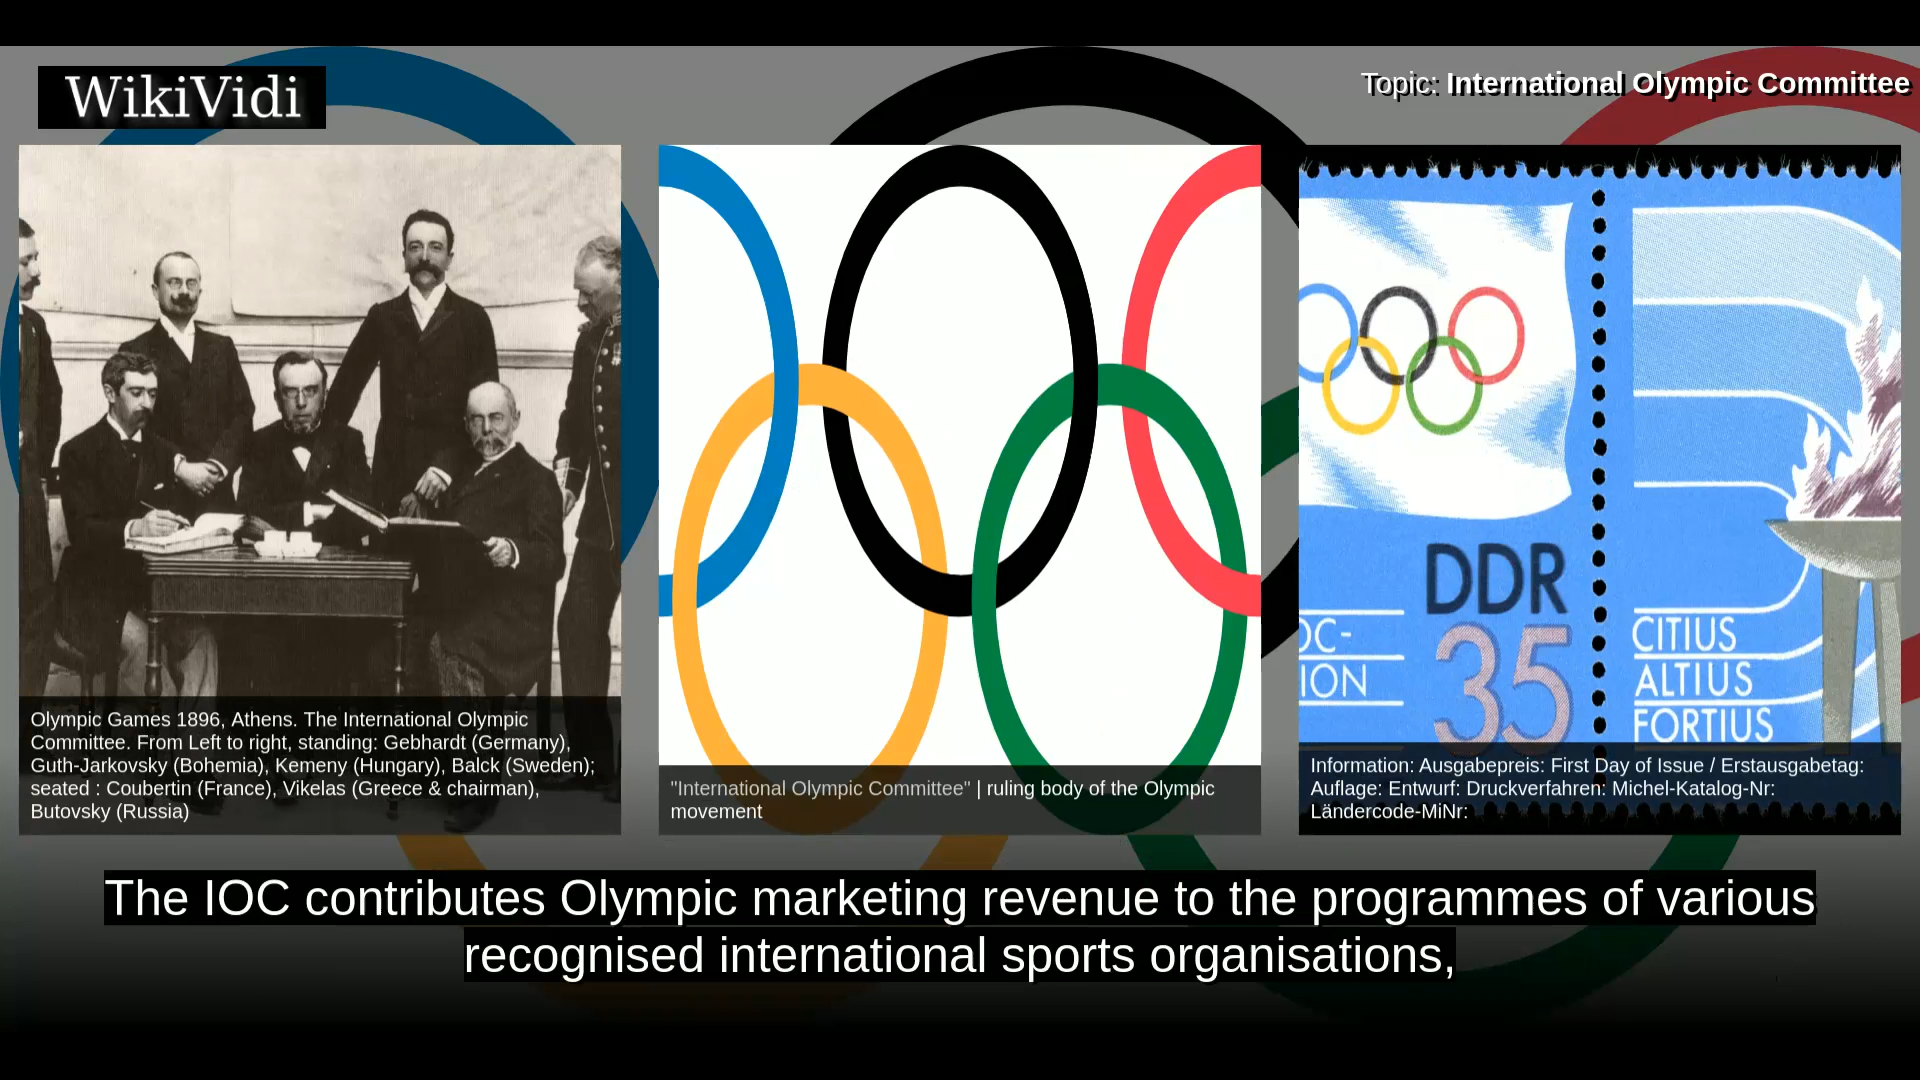 WikiVidi
Topic: International Olympic Committee
Olympic Games 1896, Athens. The International Olympic
Committee. From Left to right, standing: Gebhardt (Germany),
Guth-Jarkovsky (Bohemia), Kemeny (Hungary), Balck (Sweden);
seated : Coubertin (France), Vikelas (Greece & chairman),
Butovsky (Russia)
"International Olympic Committee" | ruling body of the Olympic
movement
OC-
ION
DDR
35
CITIUS
ALTIUS
FORTIUS
Information: Ausgabepreis: First Day of Issue / Erstausgabetag:
Auflage: Entwurf: Druckverfahren: Michel-Katalog-Nr:
Ländercode-MiNr:
The IOC contributes Olympic marketing revenue to the programmes of various
recognised international sports organisations,